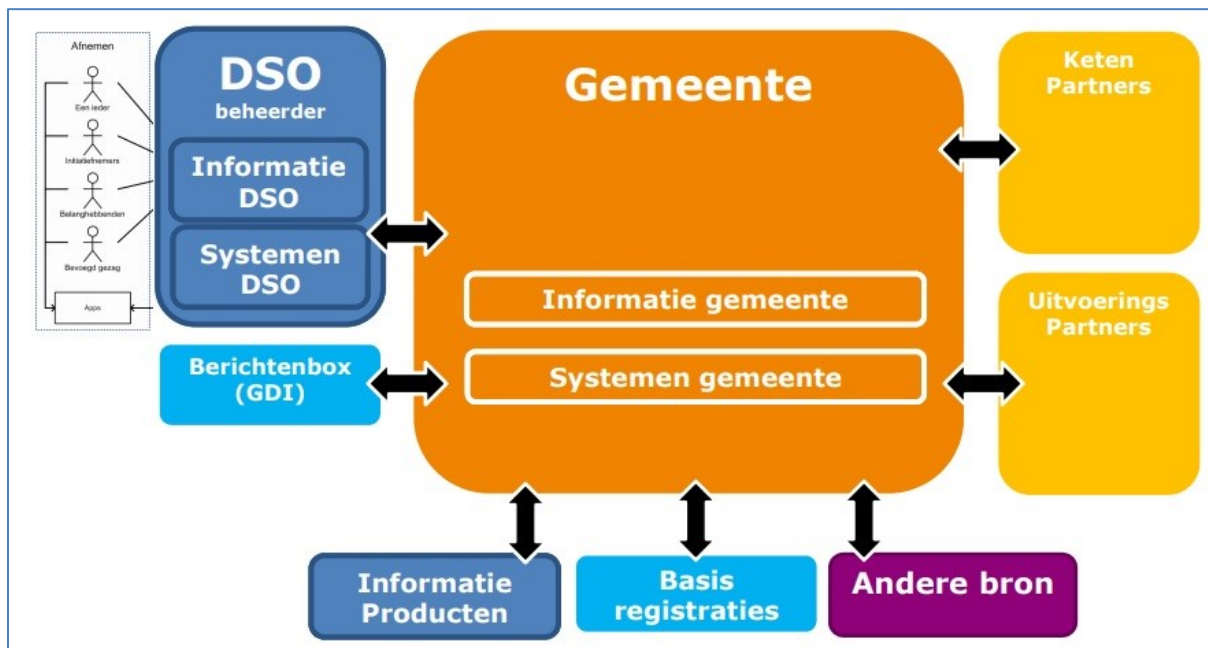 Afnemen
Een ieder
Initiatiefnemers
Belanghebbenden
Bevoegd gezag
Apps
DSO
beheerder
Informatie
DSO
Systemen
DSO
Berichtenbox
(GDI)
Gemeente
Informatie gemeente
Systemen gemeente
Keten
Partners
Uitvoerings
Partners
Informatie
Producten
Basis
registraties
Andere bron